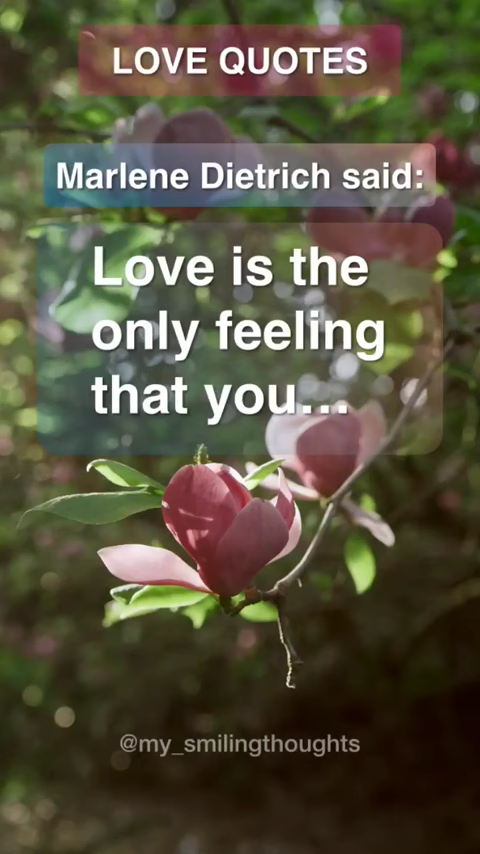 LOVE QUOTES
Marlene Dietrich said:
Love is the
only feeling
that you...
@my_smilingthoughts